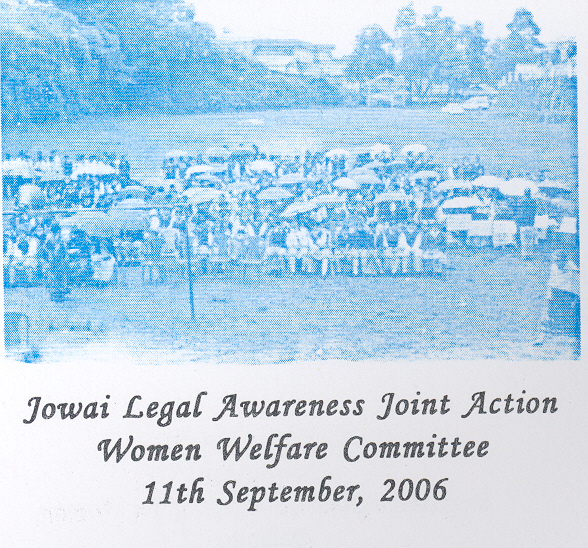 Jowai Legal Awareness Joint Action
Women Welfare Committee
11th September, 2006